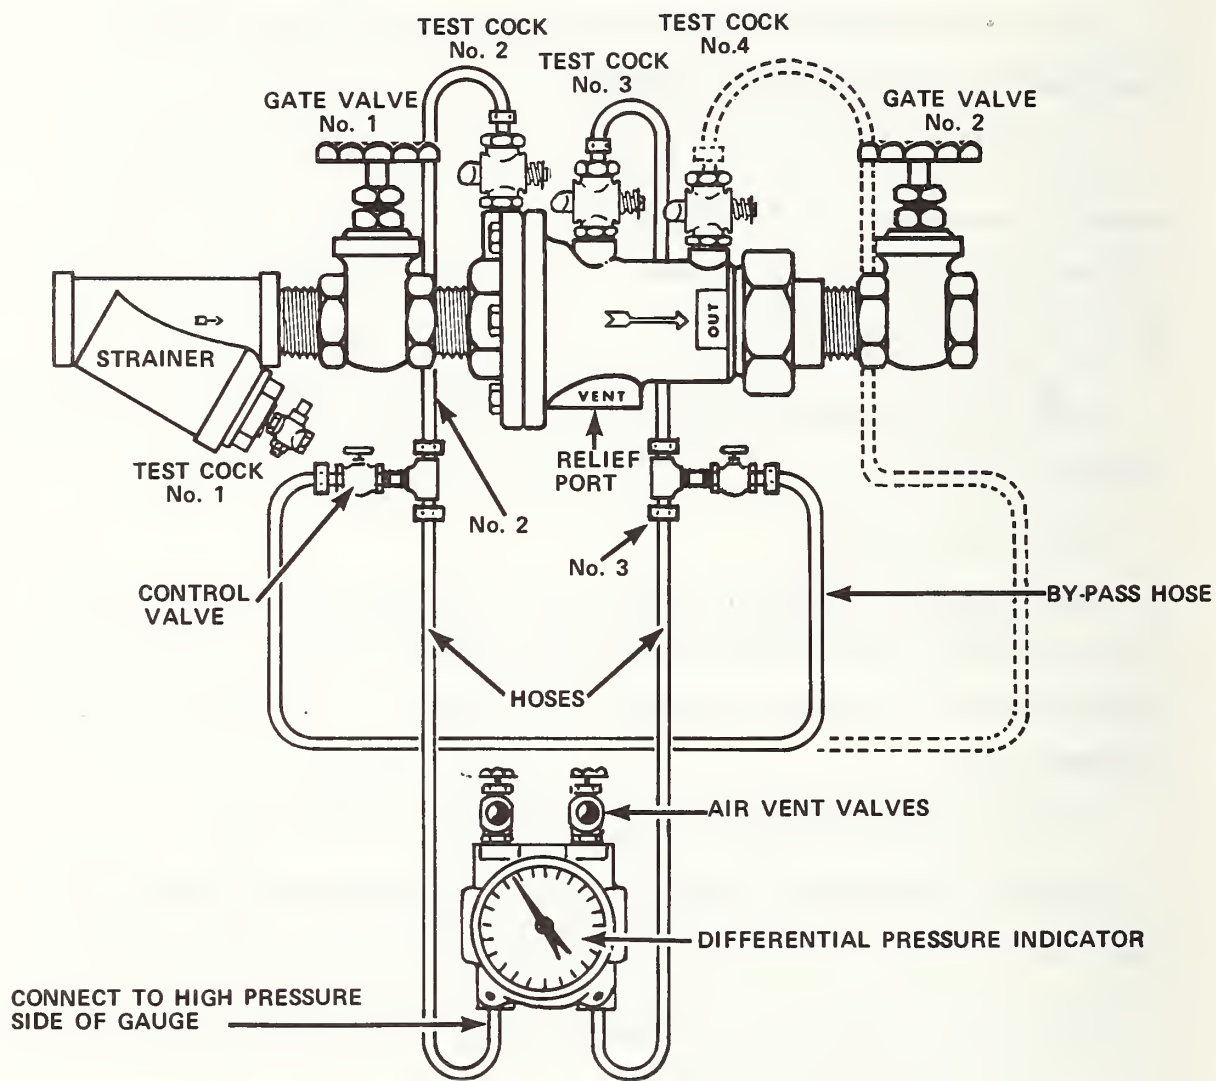 TEST COCK
No. 2
TEST COCK
No. 3
TEST COCK
No.4
GATE VALVE
No. 1
GATE VALVE
No. 2
STRAINER
OUT
VENT
TEST COCK
No. 1
RELIEF
PORT
No. 2
No. 3
CONTROL
VALVE
BY-PASS HOSE
HOSES
AIR VENT VALVES
DIFFERENTIAL PRESSURE INDICATOR
CONNECT TO HIGH PRESSURE
SIDE OF GAUGE